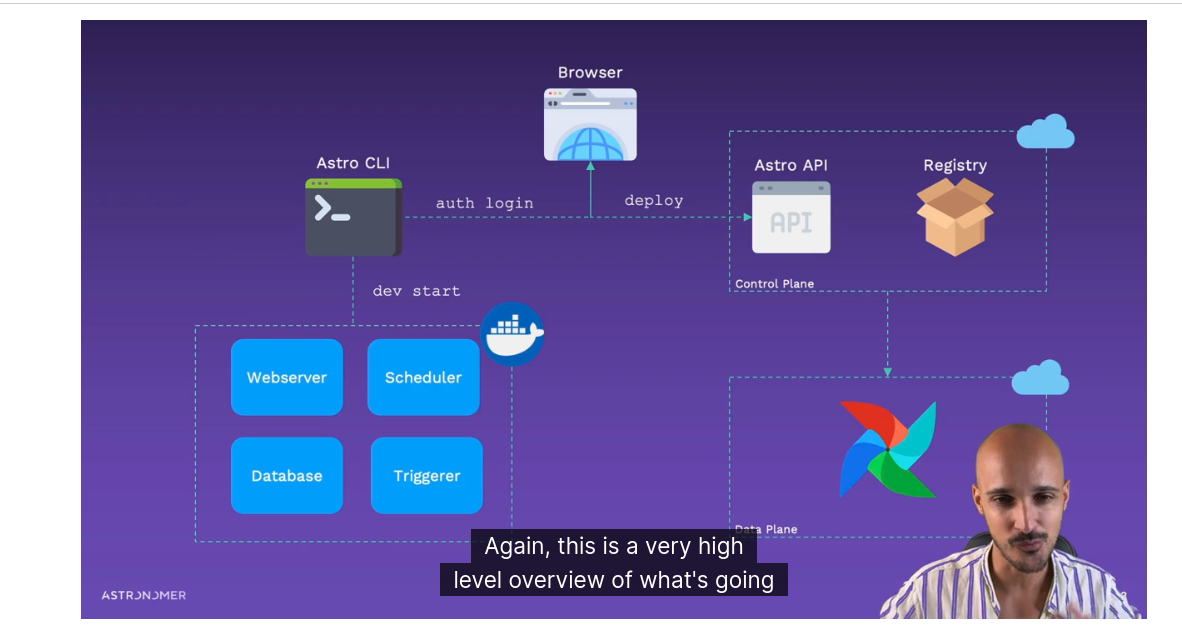 Browser
Astro CLI
Astro API
Registry
API
auth login
deploy
Control Plane
dev start
Webserver
Scheduler
Database
Triggerer
Data Plane
Again, this is a very high
level overview of what's going
ASTRONOMER